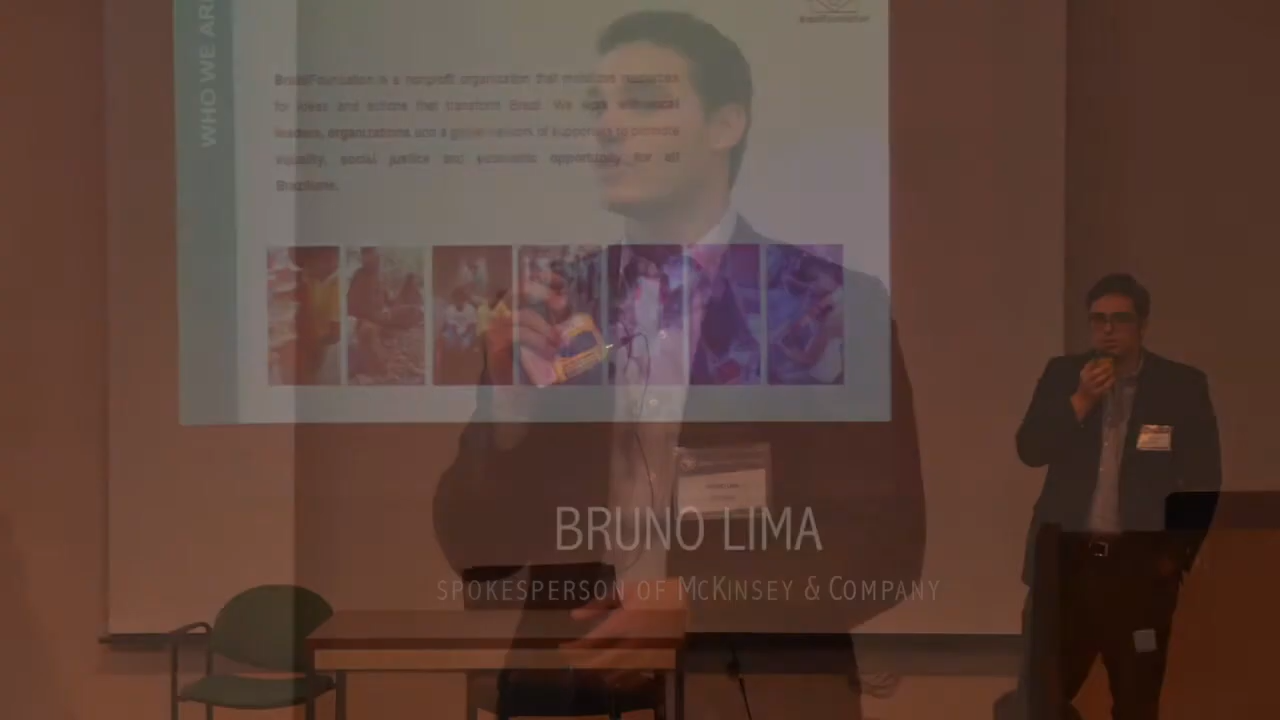 WHO WE ARE
BrazilFoundation
BrazilFoundation is a nonprofit organization that mobilizes resources
for ideas and actions that transform Brazil. We work with local
leaders, organizations and a global network of supporters to promote
equality, social justice and economic opportunity for all
Brazilians.
BRUNO LIMA
SPOKESPERSON OF MCKINSEY & COMPANY